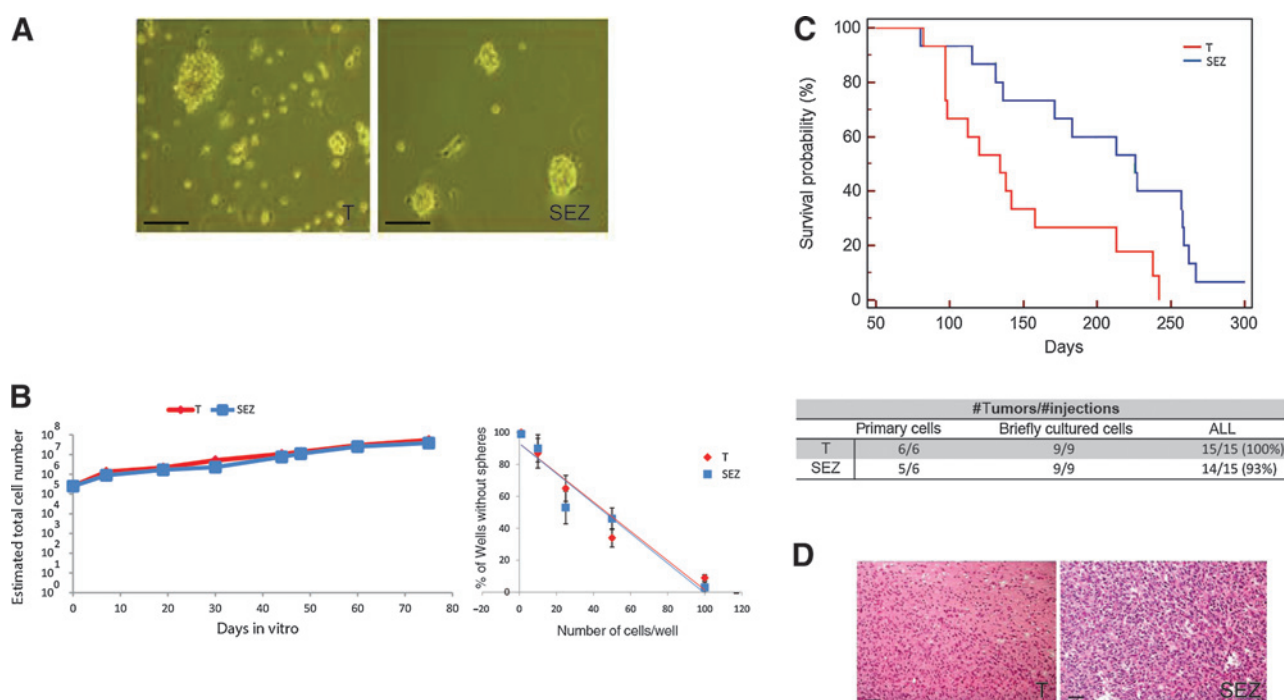 A
T
SEZ
B
T SEZ
Estimated total cell number
10^8
10^7
10^6
10^5
10^4
10^3
10^2
10^1
10^0
0 10 20 30 40 50 60 70 80
Days in vitro
% of Wells without spheres
100
80
60
40
20
0
−20 0 20 40 60 80 100 120
Number of cells/well
T
SEZ
C
Survival probability (%)
100
80
60
40
20
0
50 100 150 200 250 300
Days
T
SEZ
#Tumors/#injections
Primary cells Briefly cultured cells ALL
T 6/6 9/9 15/15 (100%)
SEZ 5/6 9/9 14/15 (93%)
D
T
SEZ